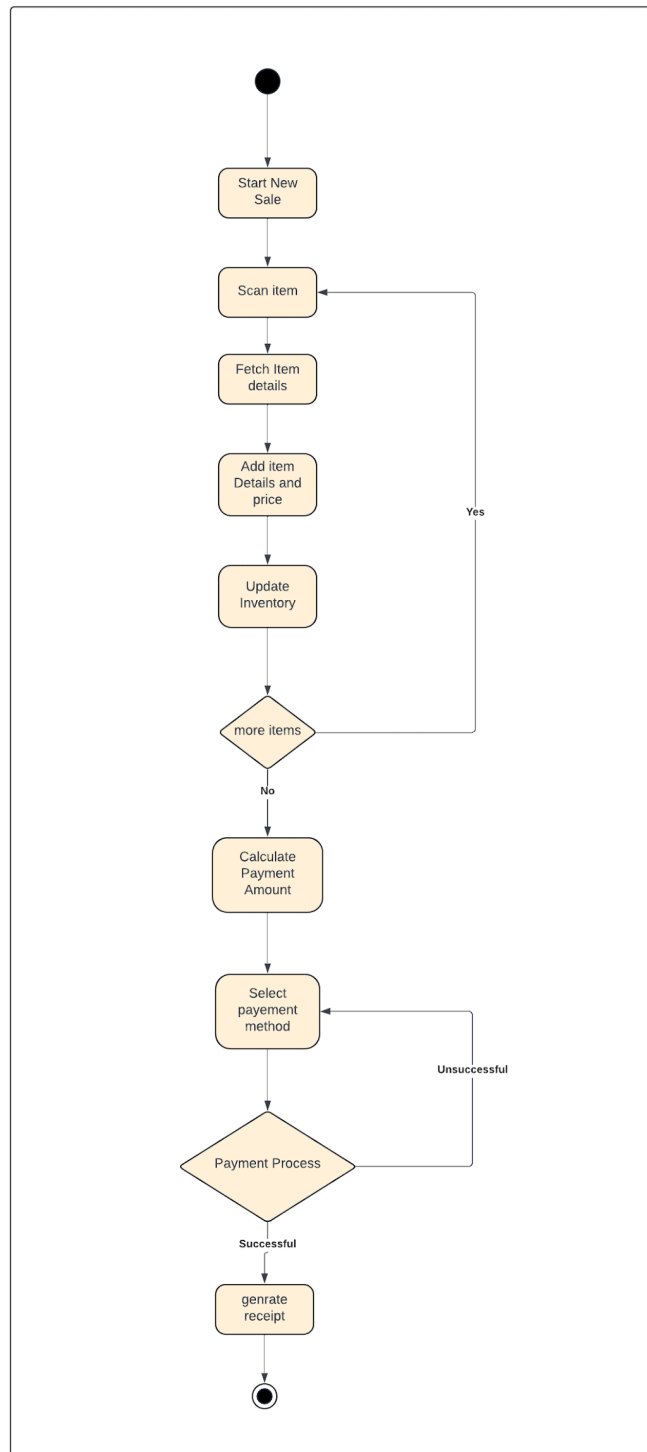 Start New
Sale
Scan item
Fetch Item
details
Add item
Details and
price
Yes
Update
Inventory
more items
No
Calculate
Payment
Amount
Select
payement
method
Unsuccessful
Payment Process
Successful
genrate
receipt